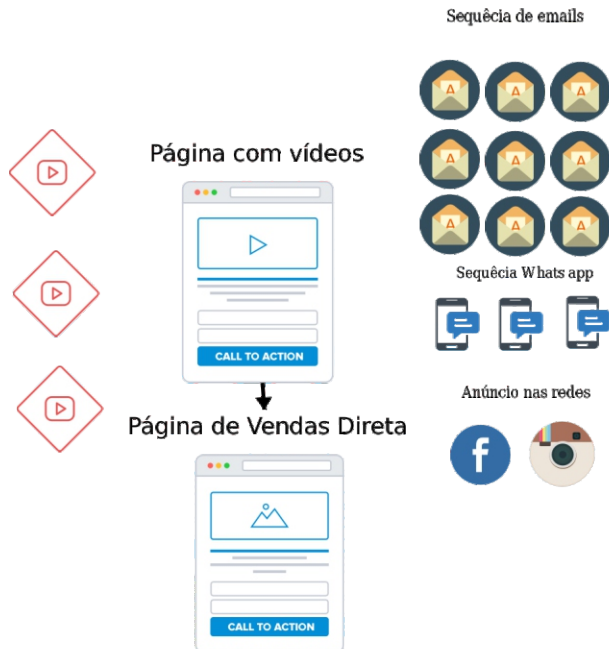 Sequêcia de emails
A A A
A A A
A A A
Página com vídeos
CALL TO ACTION
Sequêcia Whats app
Anúncio nas redes
f
Página de Vendas Direta
CALL TO ACTION